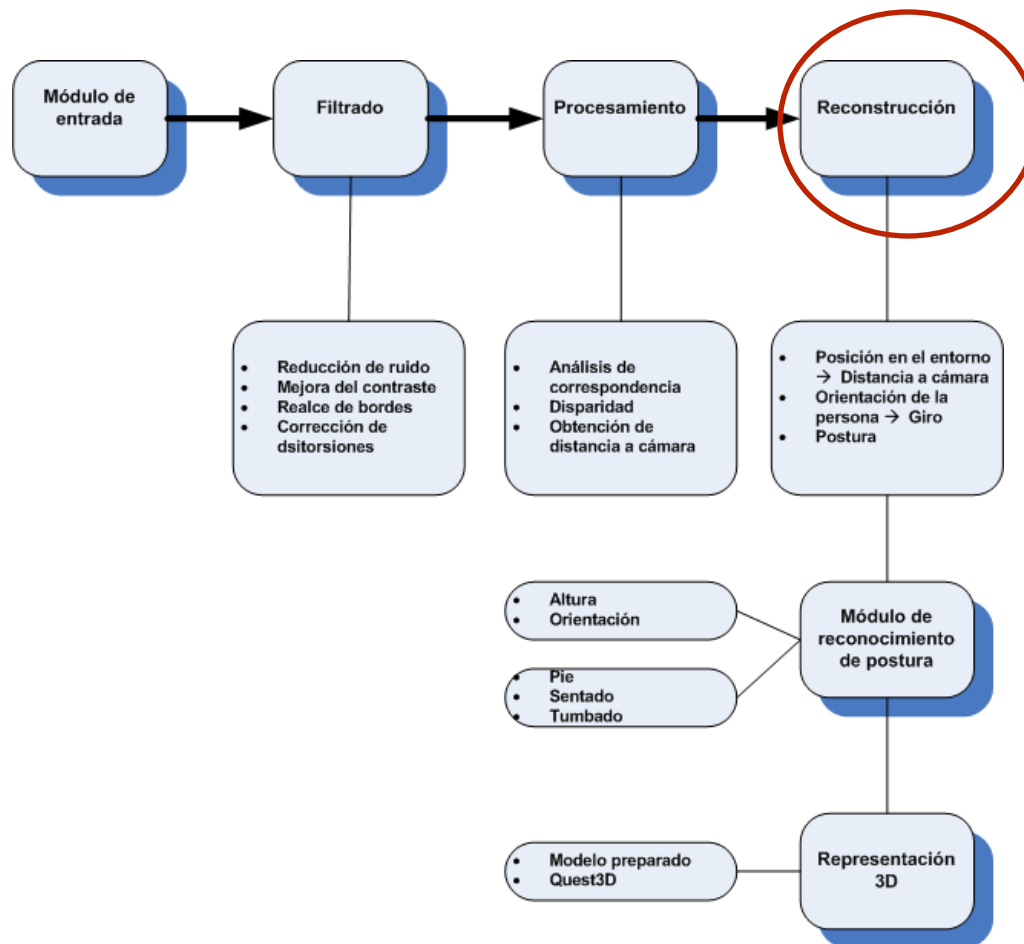 Módulo de
entrada
Filtrado
Procesamiento
Reconstrucción
• Reducción de ruido
• Mejora del contraste
• Realce de bordes
• Corrección de
dsitorsiones
• Análisis de
correspondencia
• Disparidad
• Obtención de
distancia a cámara
• Posición en el entorno
→ Distancia a cámara
• Orientación de la
persona → Giro
• Postura
• Altura
• Orientación
Módulo de
reconocimiento
de postura
• Pie
• Sentado
• Tumbado
• Modelo preparado
• Quest3D
Representación
3D